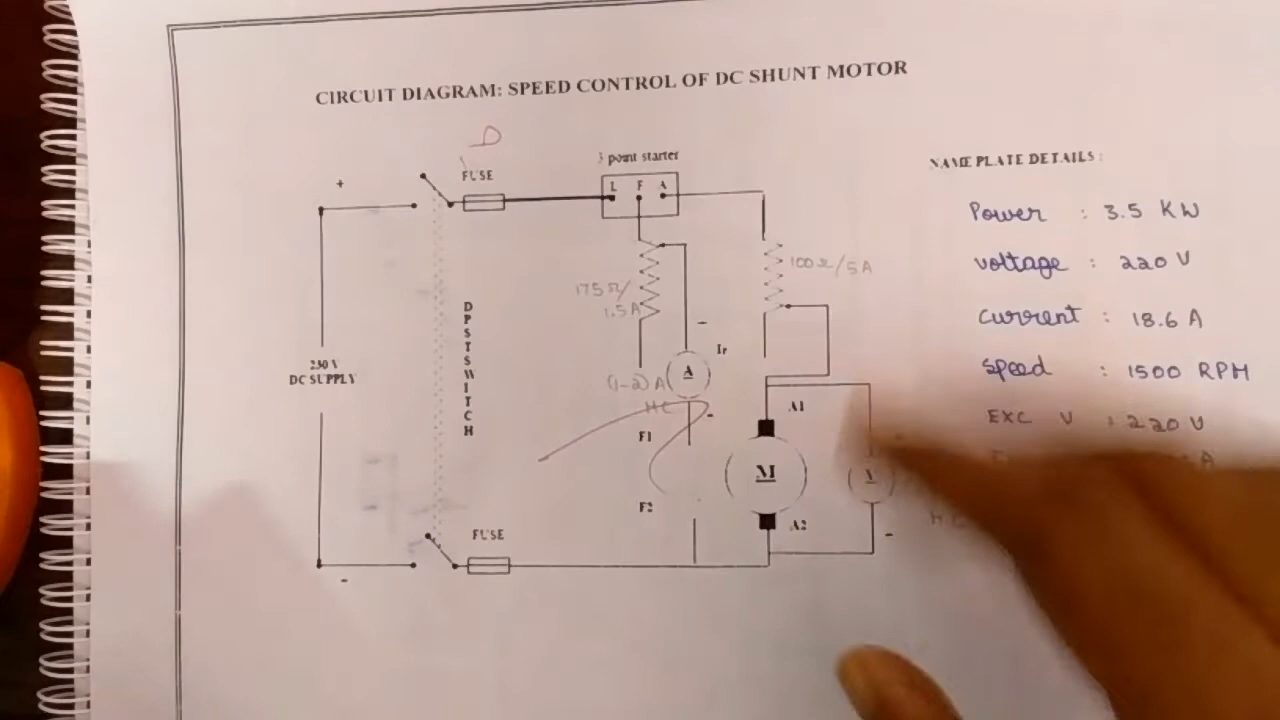 CIRCUIT DIAGRAM: SPEED CONTROL OF DC SHUNT MOTOR
D
3 point starter
L F A
+
FUSE
NAME PLATE DETAILS :
Power : 3.5 KW
voltage : 220 V
current : 18.6 A
speed : 1500 RPM
EXC V : 220 V
A
100Ω/5A
175Ω/
1.5A
DPSTSWITCH
230 V
DC SUPPLY
-
If
A
(1-2)A
MC
-
A1
F1
M
F2
A2
FUSE
-
-